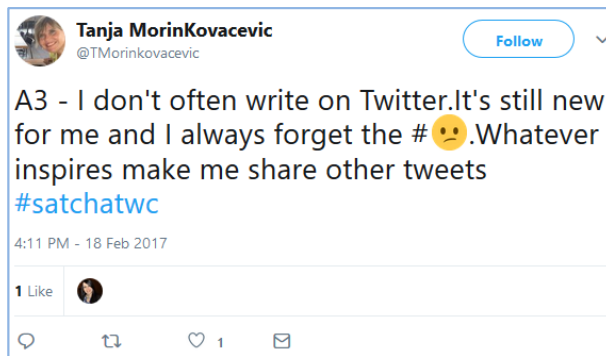 Tanja MorinKovacevic
@TMorinkovacevic
Follow
A3 - I don't often write on Twitter.It's still new
for me and I always forget the #😕.Whatever
inspires make me share other tweets
#satchatwc
4:11 PM - 18 Feb 2017
1 Like
1